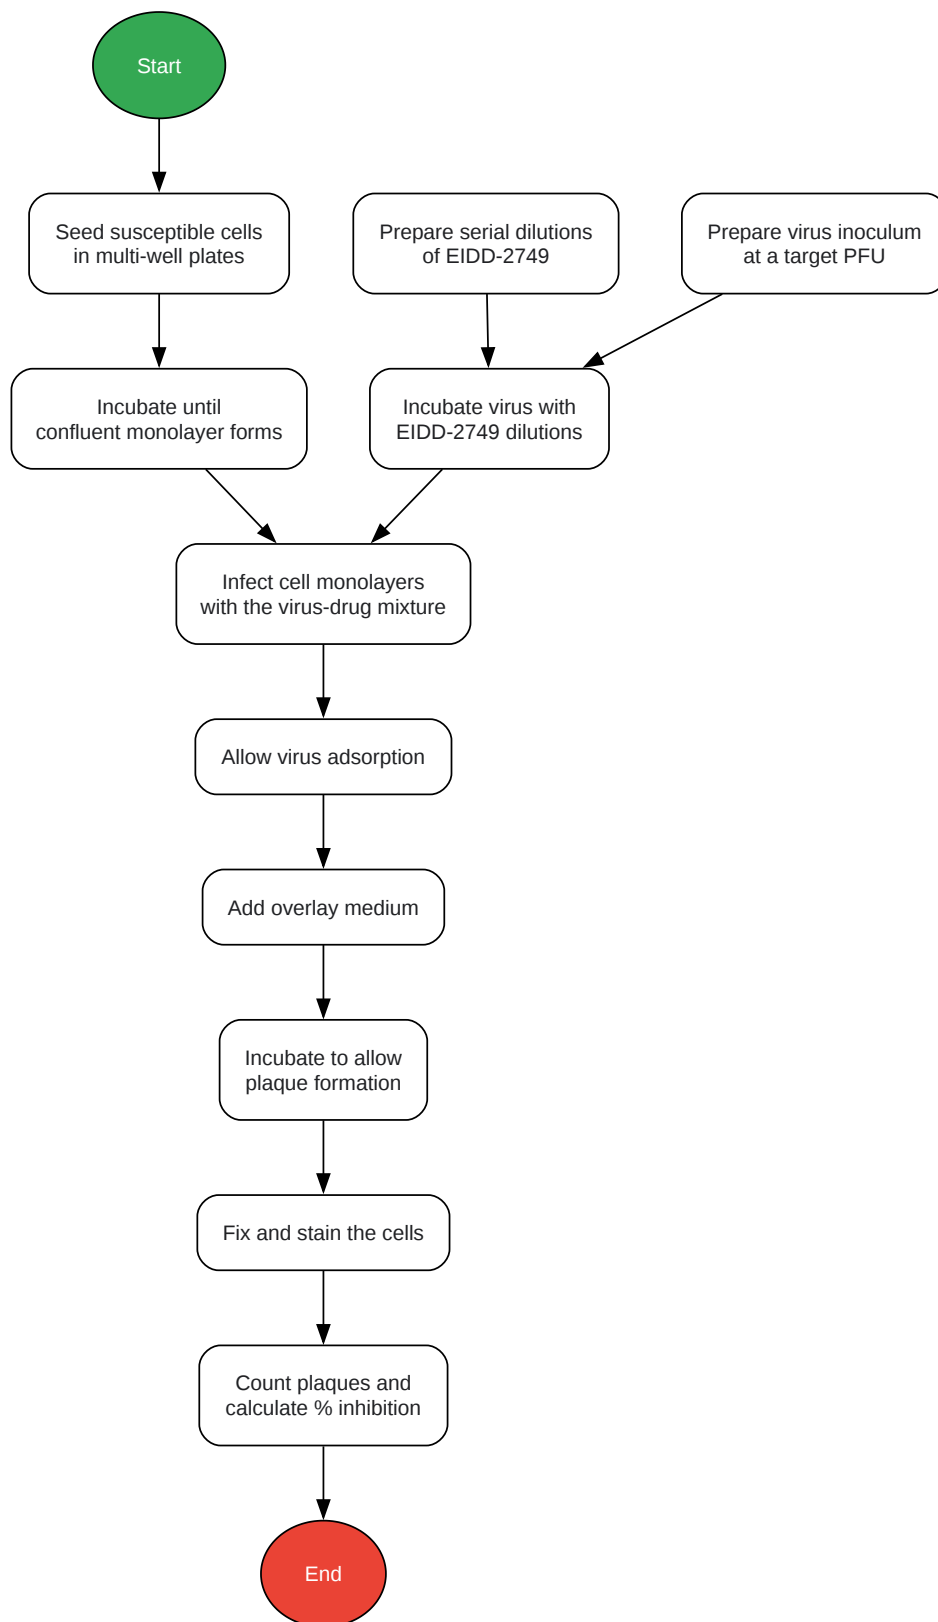 Start
Seed susceptible cells
in multi-well plates
Prepare serial dilutions
of EIDD-2749
Prepare virus inoculum
at a target PFU
Incubate until
confluent monolayer forms
Incubate virus with
EIDD-2749 dilutions
Infect cell monolayers
with the virus-drug mixture
Allow virus adsorption
Add overlay medium
Incubate to allow
plaque formation
Fix and stain the cells
Count plaques and
calculate % inhibition
End